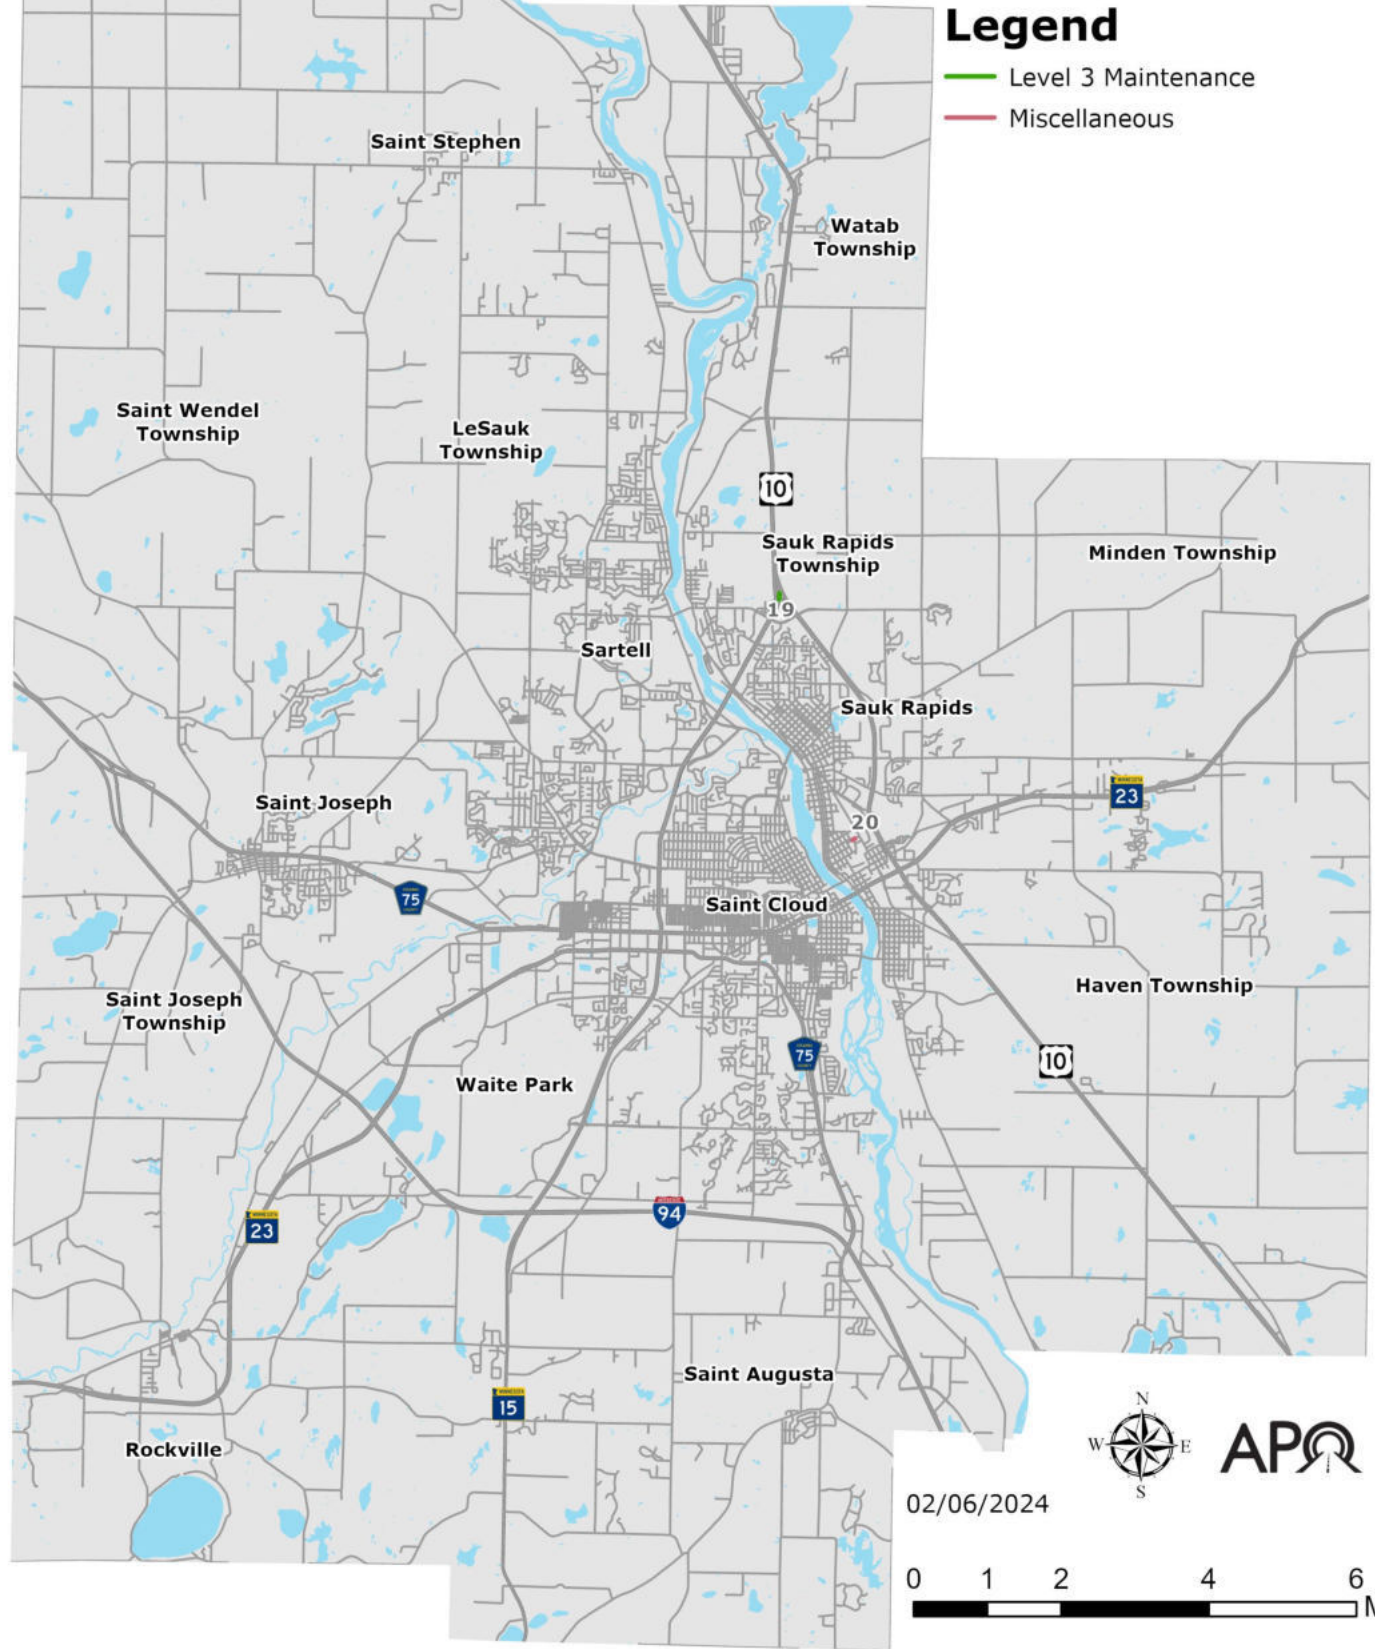 Legend
Level 3 Maintenance
Miscellaneous
Saint Stephen
Watab
Township
Saint Wendel
Township
LeSauk
Township
10
Sauk Rapids
Township
Minden Township
19
Sartell
Sauk Rapids
23
Saint Joseph
20
75
Saint Cloud
Haven Township
Saint Joseph
Township
75
10
Waite Park
94
23
Saint Augusta
15
Rockville
N
W
E
S
APO
02/06/2024
0 1 2 4 6
M